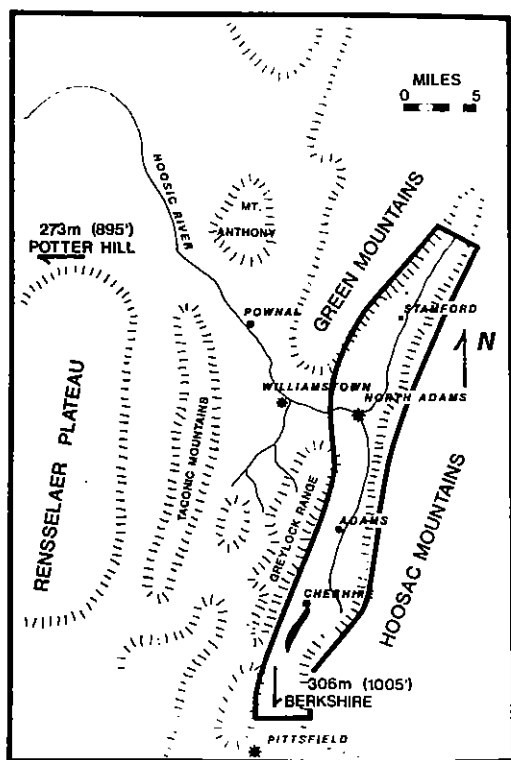 MILES
0 5
HOOSIC RIVER
MT.
ANTHONY
273m (895')
POTTER HILL
GREEN MOUNTAINS
POWNAL
STAMFORD
N
WILLIAMSTOWN
NORTH ADAMS
RENSSELAER PLATEAU
TACONIC MOUNTAINS
GREYLOCK RANGE
ADAMS
HOOSAC MOUNTAINS
CHESHIRE
306m (1005')
BERKSHIRE
PITTSFIELD